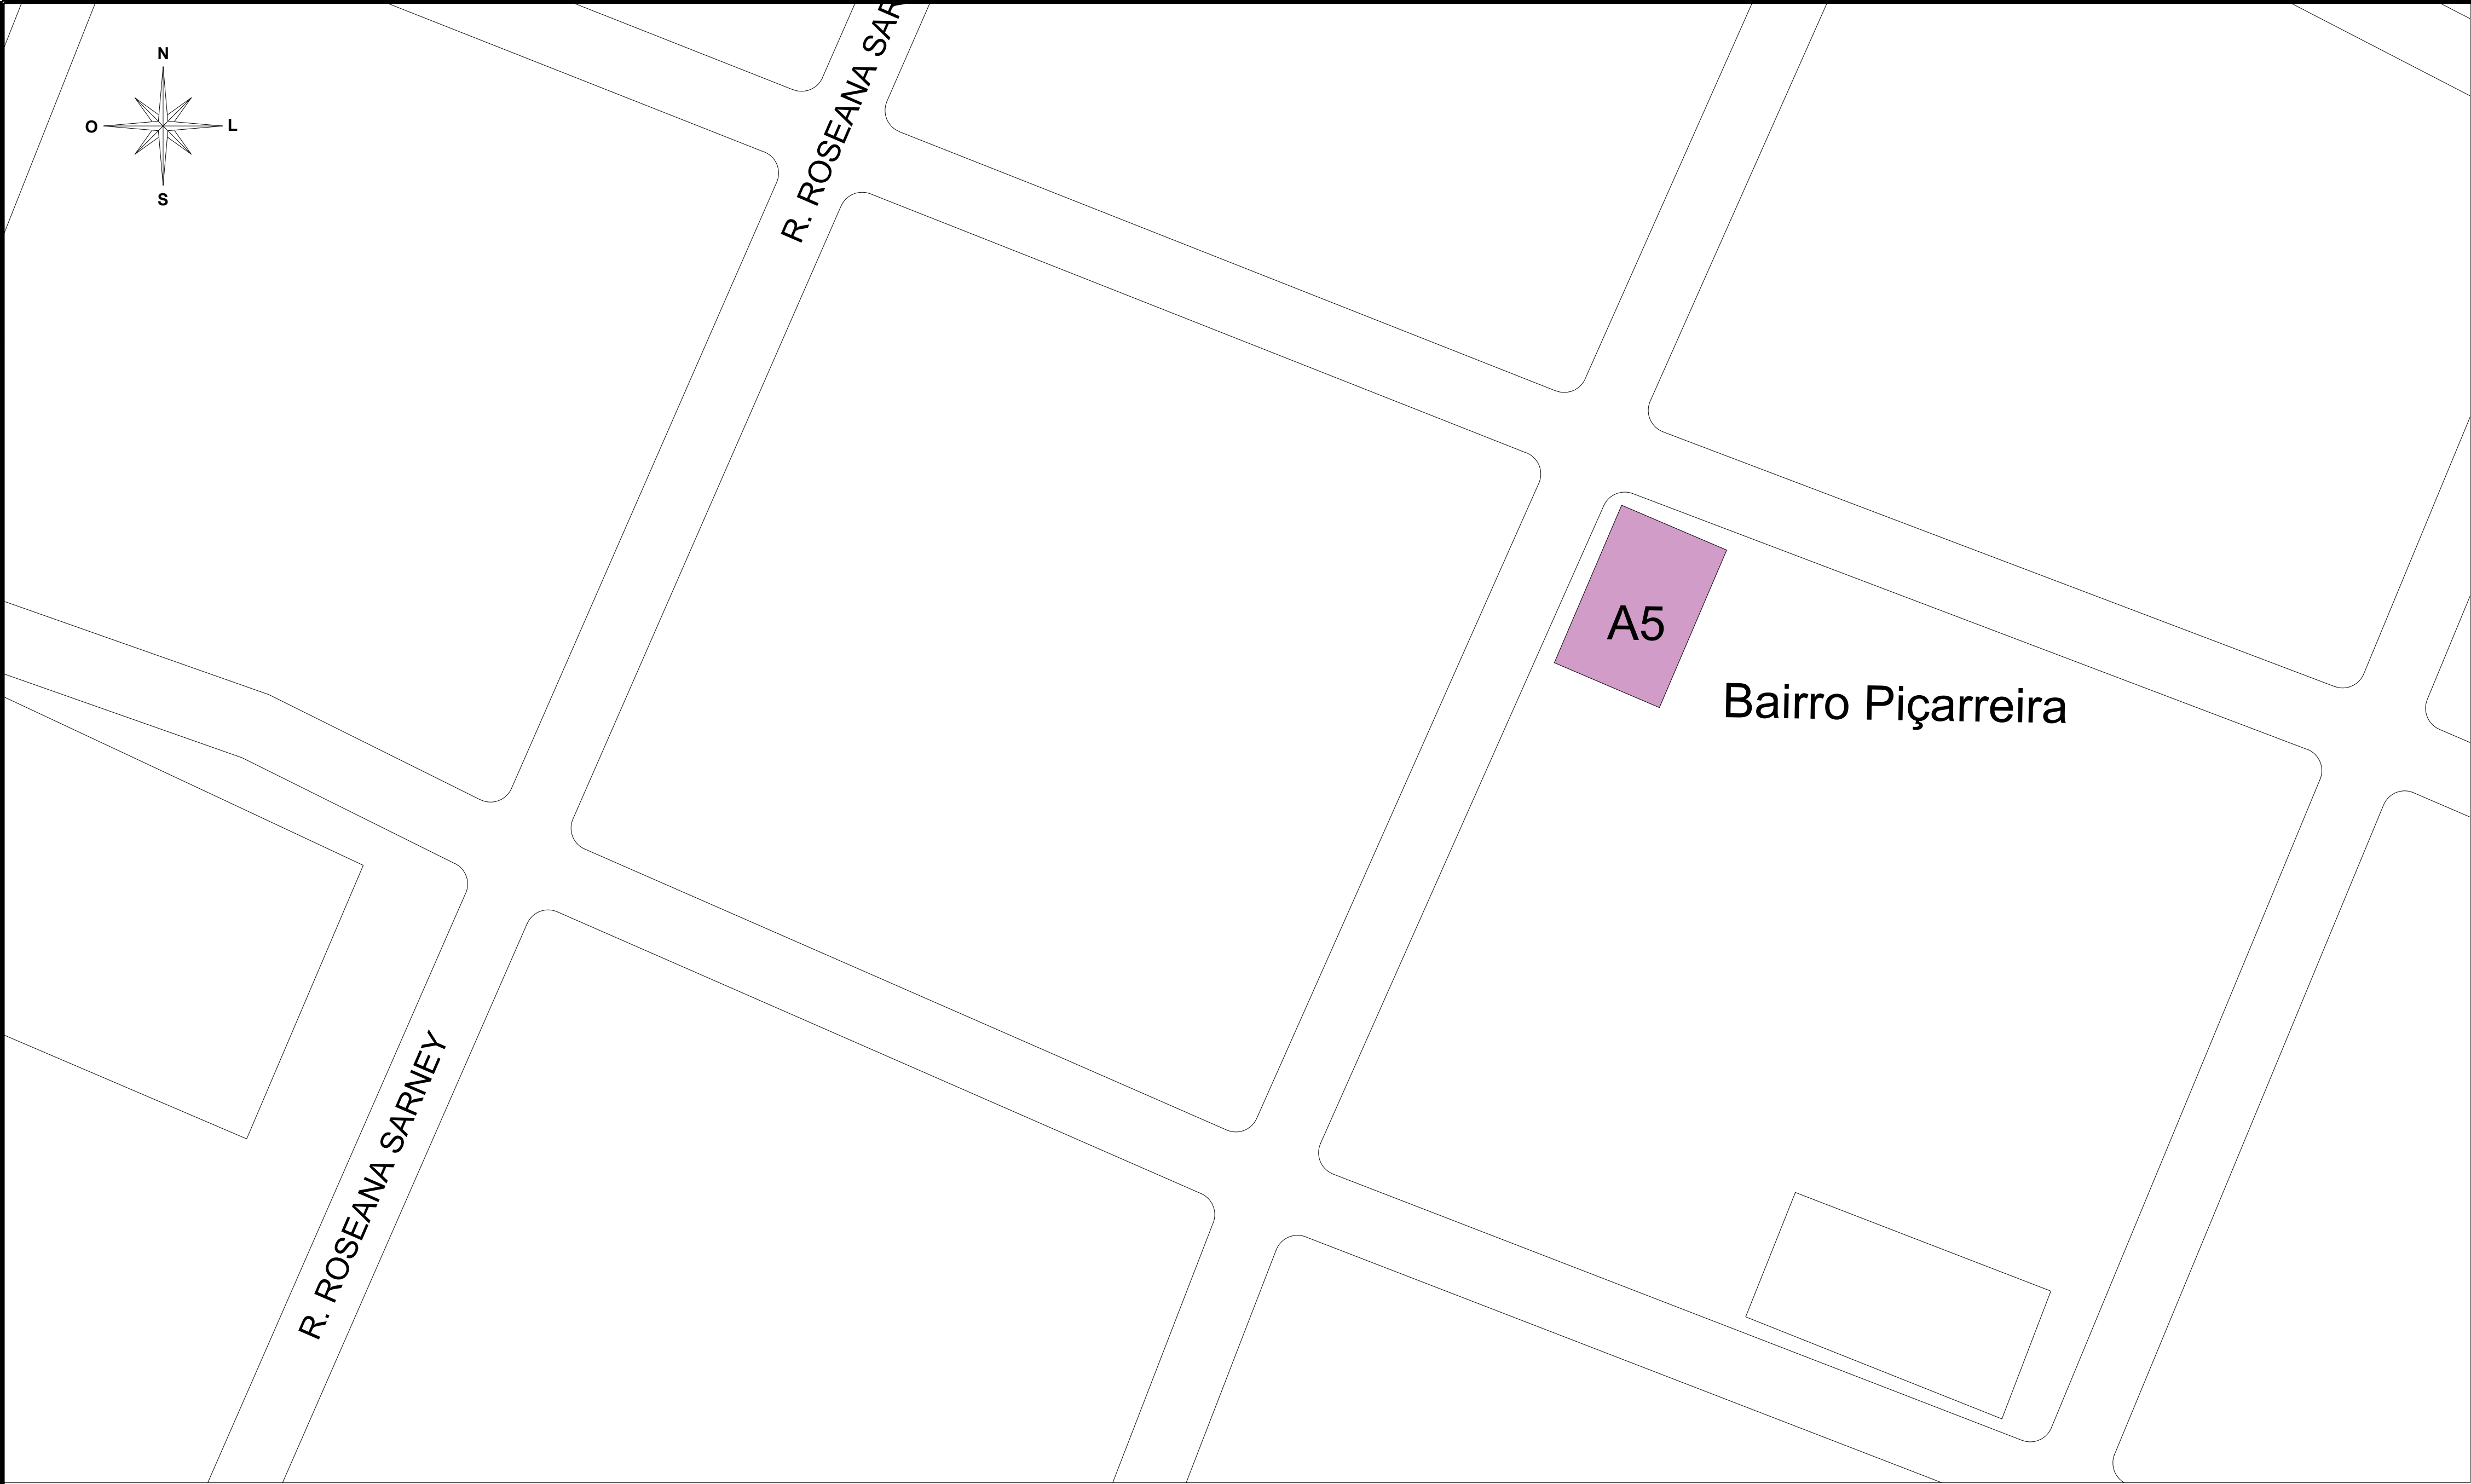 N
O
L
S
R. ROSEANA SAR
A5
Bairro Piçarreira
R. ROSEANA SARNEY